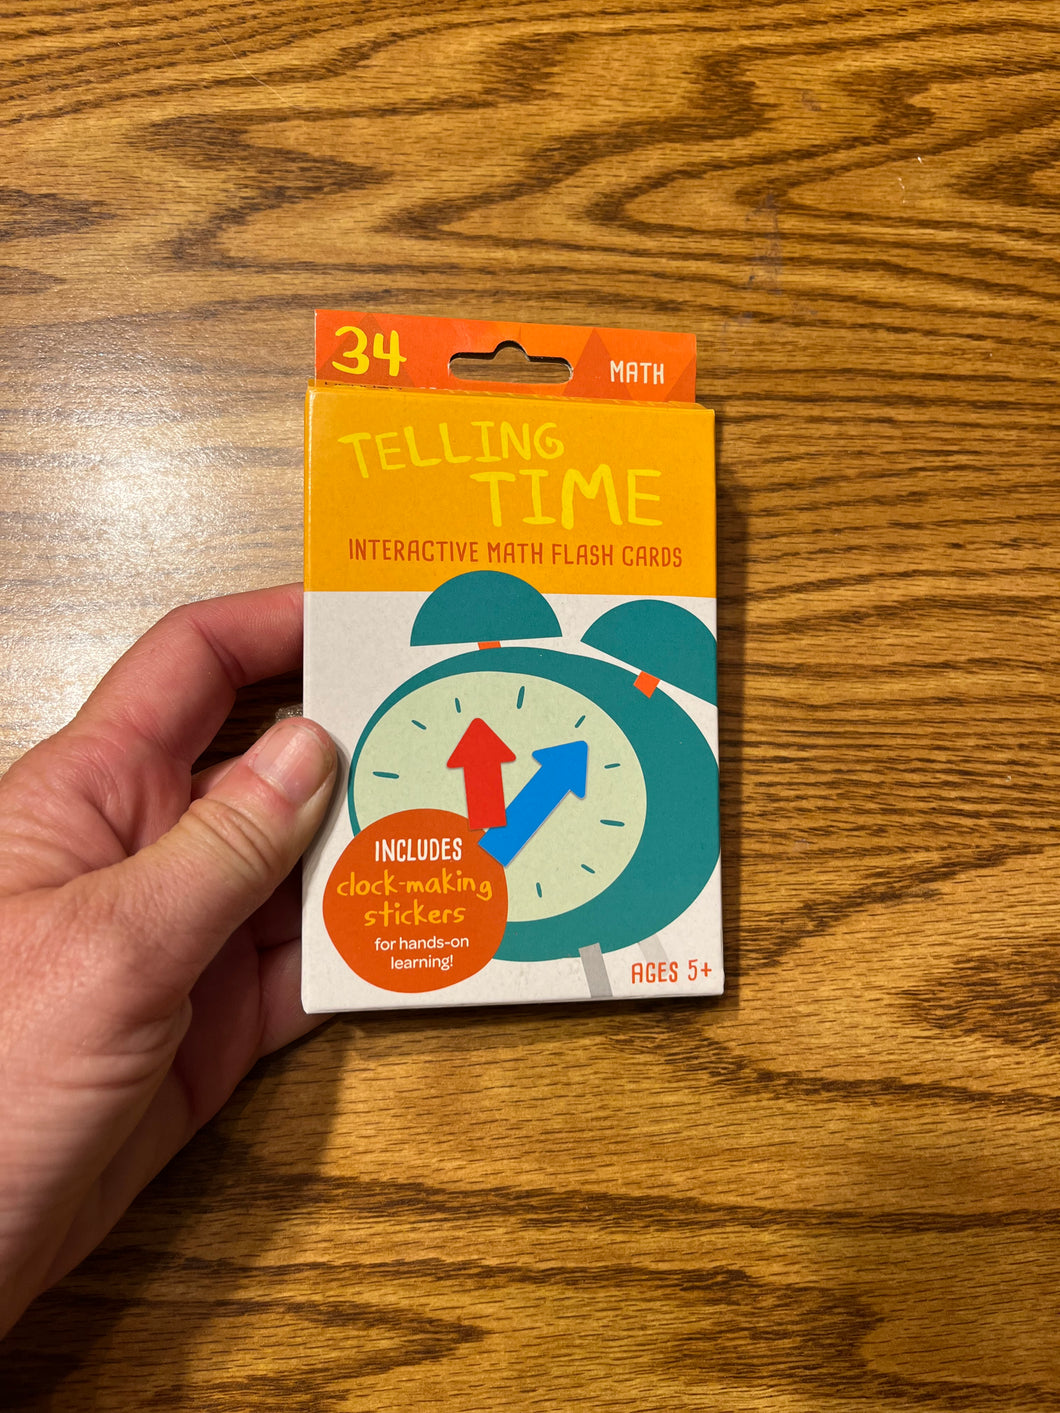 34
MATH
TELLING
TIME
INTERACTIVE MATH FLASH CARDS
INCLUDES
clock-making
stickers
for hands-on
learning!
AGES 5+